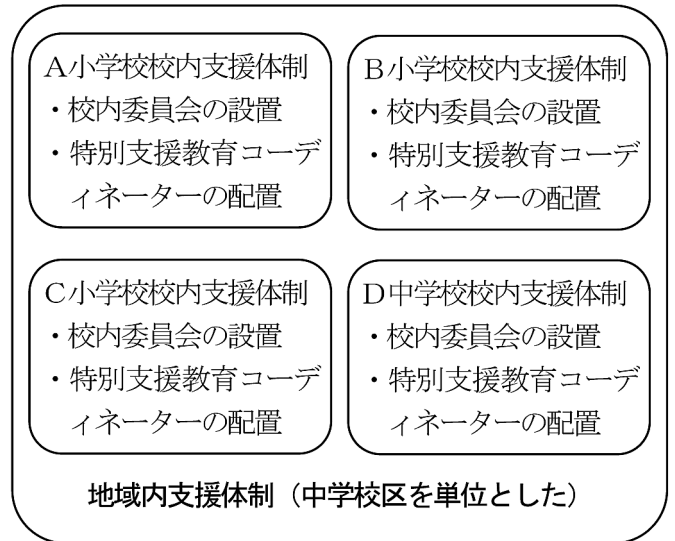 A小学校校内支援体制
・校内委員会の設置
・特別支援教育コーデ
ィネーターの配置
B小学校校内支援体制
・校内委員会の設置
・特別支援教育コーデ
ィネーターの配置
C小学校校内支援体制
・校内委員会の設置
・特別支援教育コーデ
ィネーターの配置
D中学校校内支援体制
・校内委員会の設置
・特別支援教育コーデ
ィネーターの配置
地域内支援体制（中学校区を単位とした）